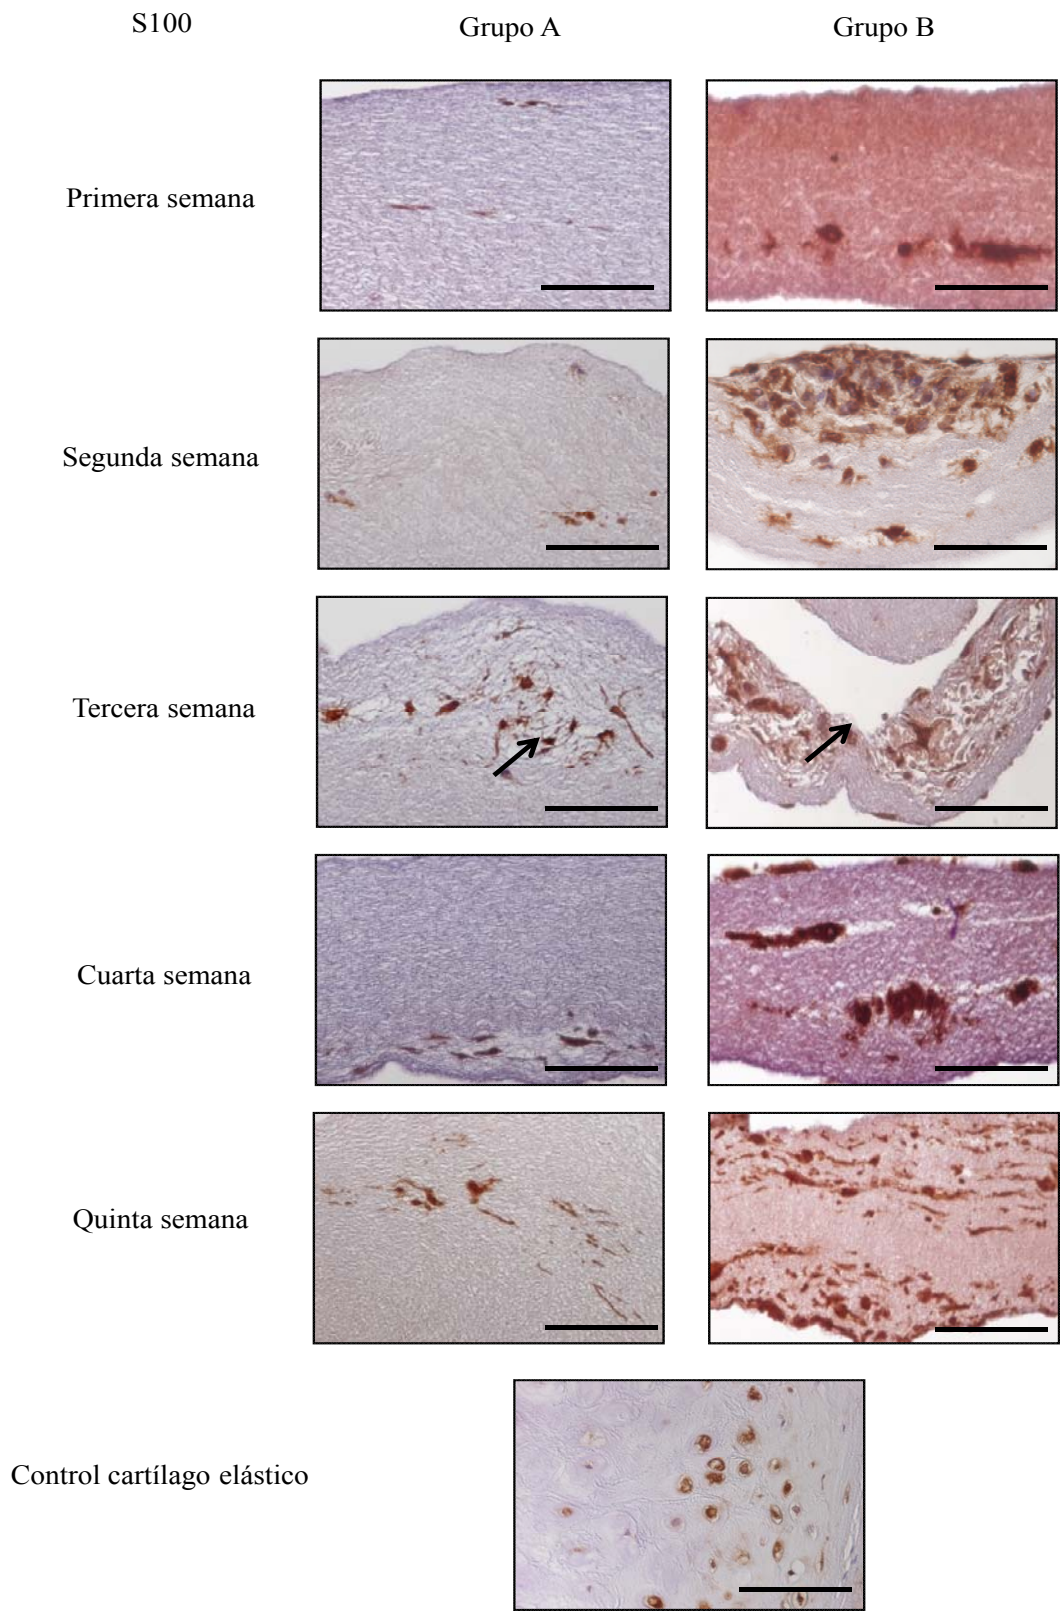 S100
Grupo A
Grupo B
Primera semana
Segunda semana
Tercera semana
Cuarta semana
Quinta semana
Control cartílago elástico